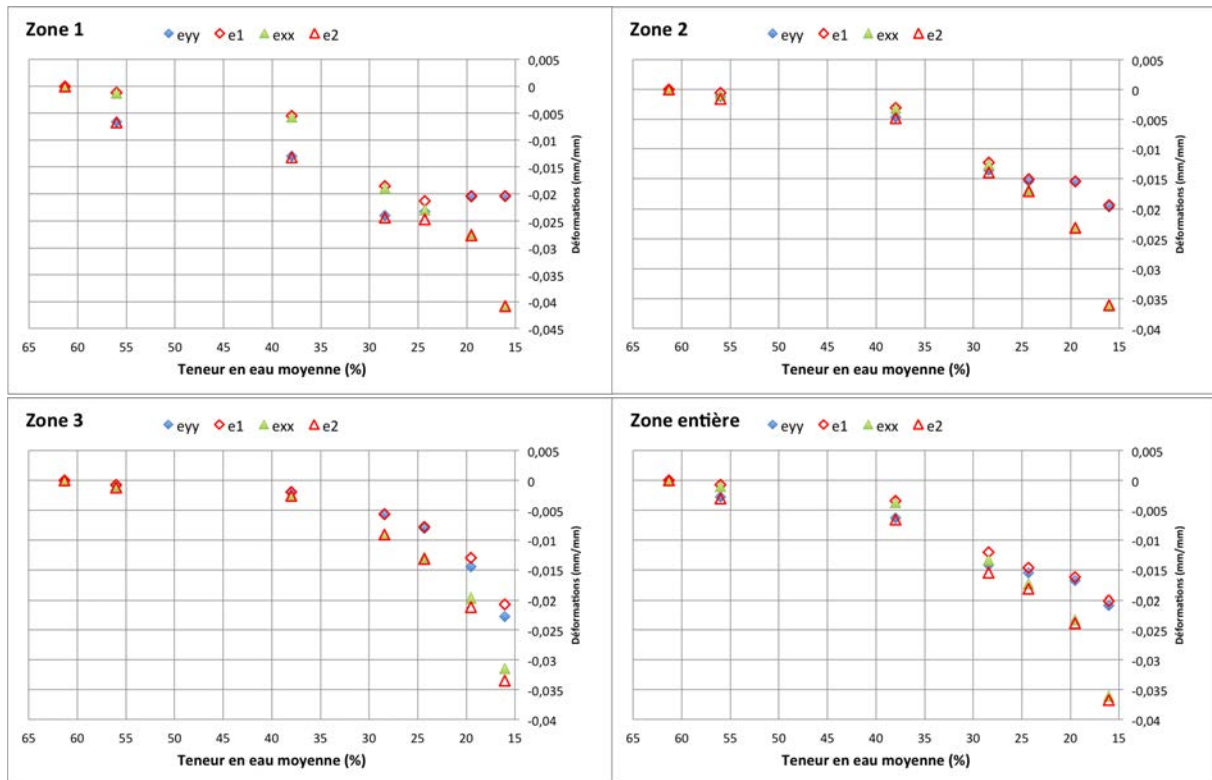 Zone 1
eyy e1 exx e2
0,005
0
-0,005
-0,01
-0,015
-0,02
-0,025
-0,03
-0,035
-0,04
-0,045
Déformations (mm/mm)
65 60 55 50 45 40 35 30 25 20 15
Teneur en eau moyenne (%)
Zone 2
eyy e1 exx e2
0,005
0
-0,005
-0,01
-0,015
-0,02
-0,025
-0,03
-0,035
-0,04
Déformations (mm/mm)
65 60 55 50 45 40 35 30 25 20 15
Teneur en eau moyenne (%)
Zone 3
eyy e1 exx e2
0,005
0
-0,005
-0,01
-0,015
-0,02
-0,025
-0,03
-0,035
-0,04
Déformations (mm/mm)
65 60 55 50 45 40 35 30 25 20 15
Teneur en eau moyenne (%)
Zone entière
eyy e1 exx e2
0,005
0
-0,005
-0,01
-0,015
-0,02
-0,025
-0,03
-0,035
-0,04
Déformations (mm/mm)
65 60 55 50 45 40 35 30 25 20 15
Teneur en eau moyenne (%)